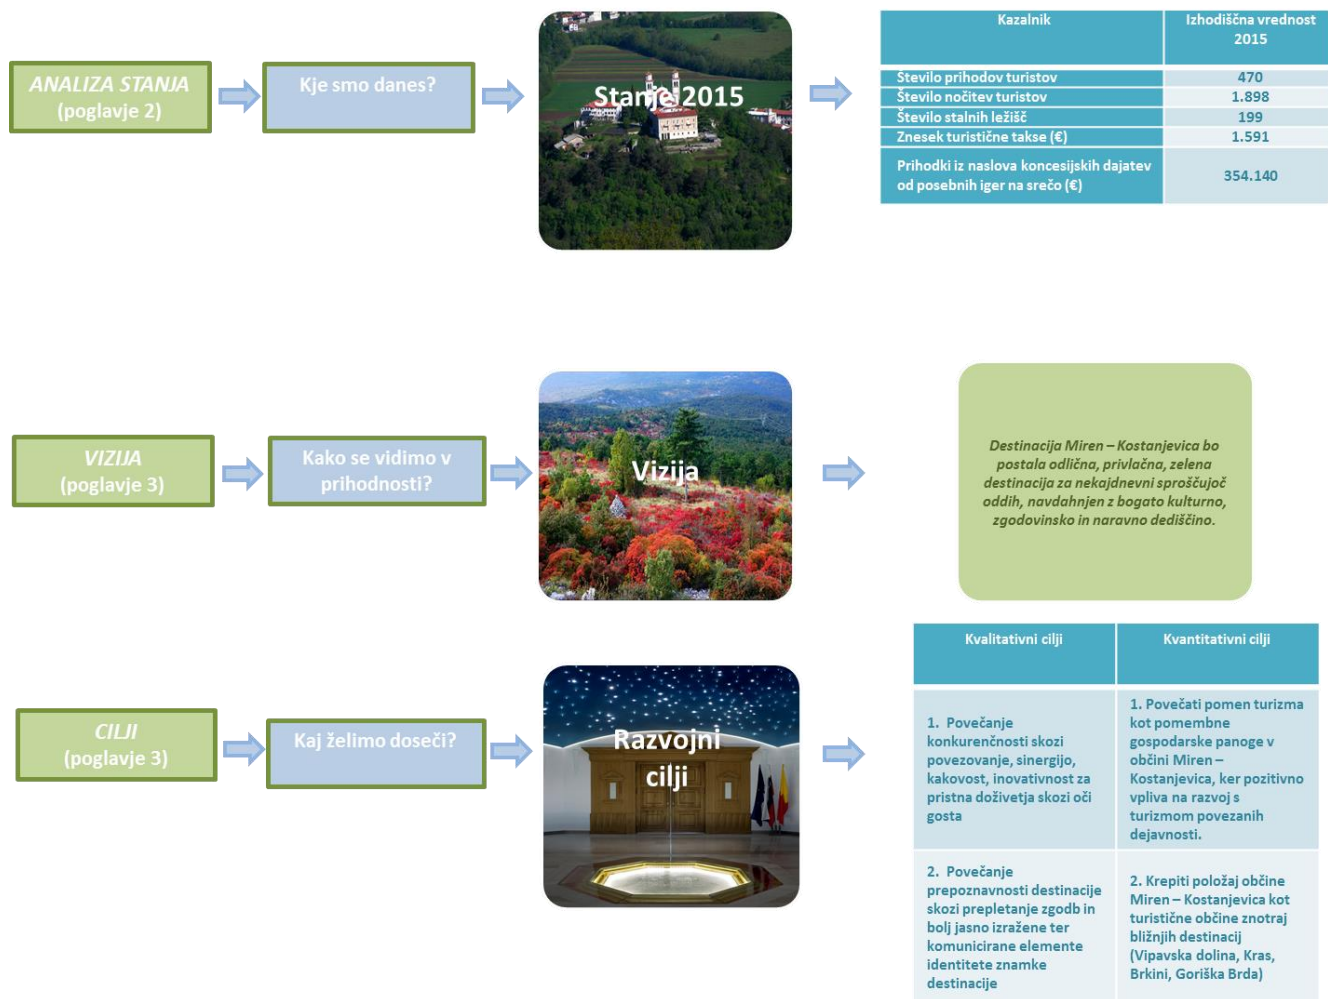 ANALIZA STANJA
(poglavje 2)
Kje smo danes?
Stanje 2015
Kazalnik
Izhodiščna vrednost
2015
Število prihodov turistov
470
Število nočitev turistov
1.898
Število stalnih ležišč
199
Znesek turistične takse (€)
1.591
Prihodki iz naslova koncesijskih dajatev
od posebnih iger na srečo (€)
354.140
VIZIJA
(poglavje 3)
Kako se vidimo v
prihodnosti?
Vizija
Destinacija Miren – Kostanjevica bo
postala odlična, privlačna, zelena
destinacija za nekajdnevni sproščujoč
oddih, navdahnjen z bogato kulturno,
zgodovinsko in naravno dediščino.
CILJI
(poglavje 3)
Kaj želimo doseči?
Razvojni
cilji
Kvalitativni cilji
Kvantitativni cilji
1. Povečanje
konkurenčnosti skozi
povezovanje, sinergijo,
kakovost, inovativnost za
pristna doživetja skozi oči
gosta
1. Povečati pomen turizma
kot pomembne
gospodarske panoge v
občini Miren –
Kostanjevica, ker pozitivno
vpliva na razvoj s
turizmom povezanih
dejavnosti.
2. Povečanje
prepoznavnosti destinacije
skozi prepletanje zgodb in
bolj jasno izražene ter
komunicirane elemente
identitete znamke
destinacije
2. Krepiti položaj občine
Miren – Kostanjevica kot
turistične občine znotraj
bližnjih destinacij
(Vipavska dolina, Kras,
Brkini, Goriška Brda)